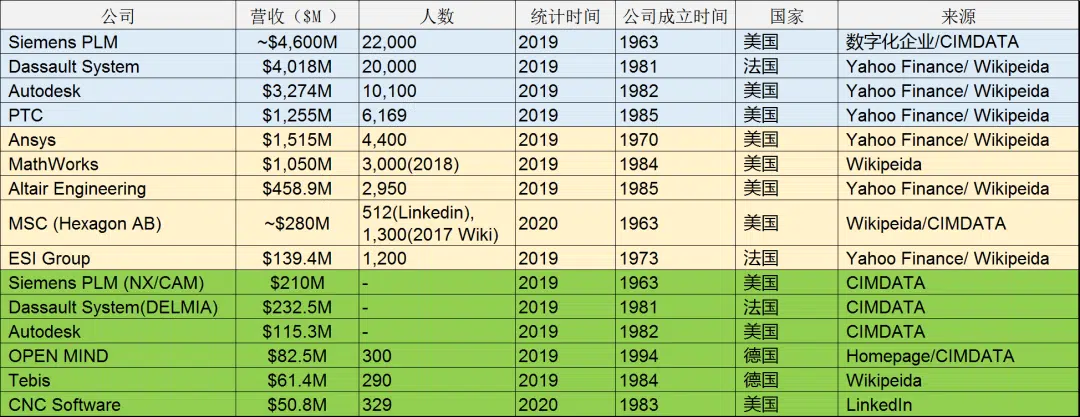 公司 营收（$M ） 人数 统计时间 公司成立时间 国家 来源
Siemens PLM ~$4,600M 22,000 2019 1963 美国 数字化企业/CIMDATA
Dassault System $4,018M 20,000 2019 1981 法国 Yahoo Finance/ Wikipeida
Autodesk $3,274M 10,100 2019 1982 美国 Yahoo Finance/ Wikipeida
PTC $1,255M 6,169 2019 1985 美国 Yahoo Finance/ Wikipeida
Ansys $1,515M 4,400 2019 1970 美国 Yahoo Finance/ Wikipeida
MathWorks $1,050M 3,000(2018) 2019 1984 美国 Wikipeida
Altair Engineering $458.9M 2,950 2019 1985 美国 Yahoo Finance/ Wikipeida
MSC (Hexagon AB) ~$280M 512(Linkedin), 2020 1963 美国 Wikipeida/CIMDATA
1,300(2017 Wiki)
ESI Group $139.4M 1,200 2019 1973 法国 Yahoo Finance/ Wikipeida
Siemens PLM (NX/CAM) $210M - 2019 1963 美国 CIMDATA
Dassault System(DELMIA) $232.5M - 2019 1981 法国 CIMDATA
Autodesk $115.3M - 2019 1982 美国 CIMDATA
OPEN MIND $82.5M 300 2019 1994 德国 Homepage/CIMDATA
Tebis $61.4M 290 2019 1984 德国 Wikipeida
CNC Software $50.8M 329 2020 1983 美国 LinkedIn